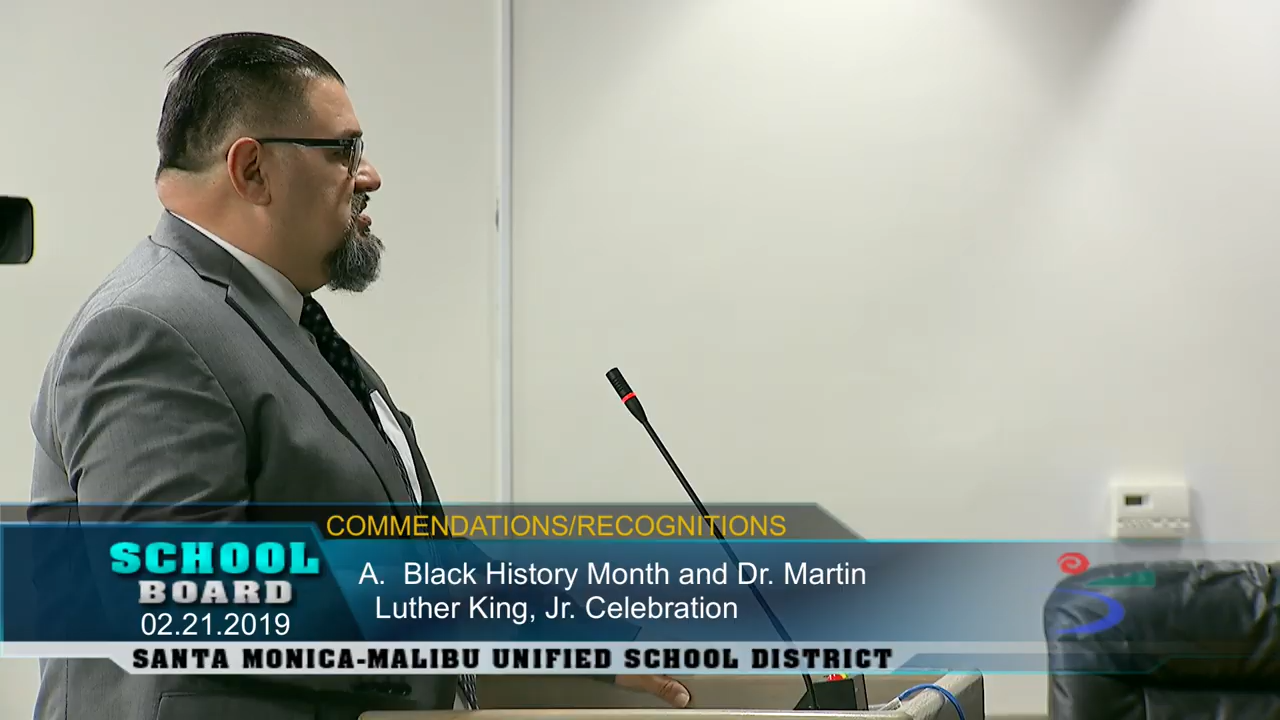 COMMENDATIONS/RECOGNITIONS
SCHOOL
BOARD
02.21.2019
A. Black History Month and Dr. Martin
Luther King, Jr. Celebration
SANTA MONICA-MALIBU UNIFIED SCHOOL DISTRICT